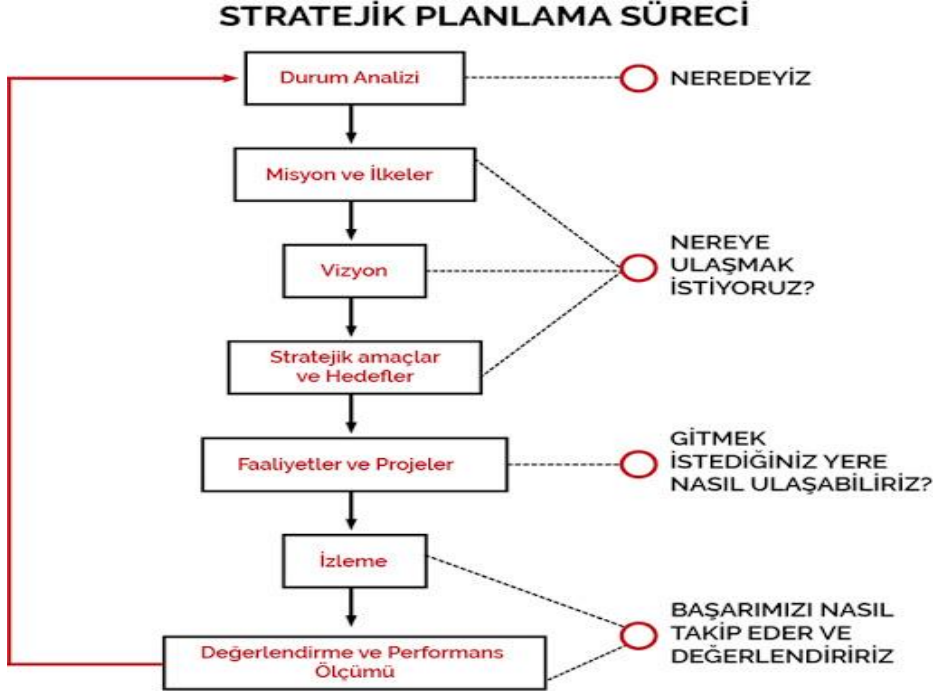 STRATEJİK PLANLAMA SÜRECİ
Durum Analizi
NEREDEYİZ
Misyon ve İlkeler
Vizyon
NEREYE
ULAŞMAK
İSTİYORUZ?
Stratejik amaçlar
ve Hedefler
Faaliyetler ve Projeler
GİTMEK
İSTEDİĞİNİZ YERE
NASIL ULAŞABİLİRİZ?
İzleme
Değerlendirme ve Performans
Ölçümü
BAŞARIMIZI NASIL
TAKİP EDER VE
DEĞERLENDİRİRİZ